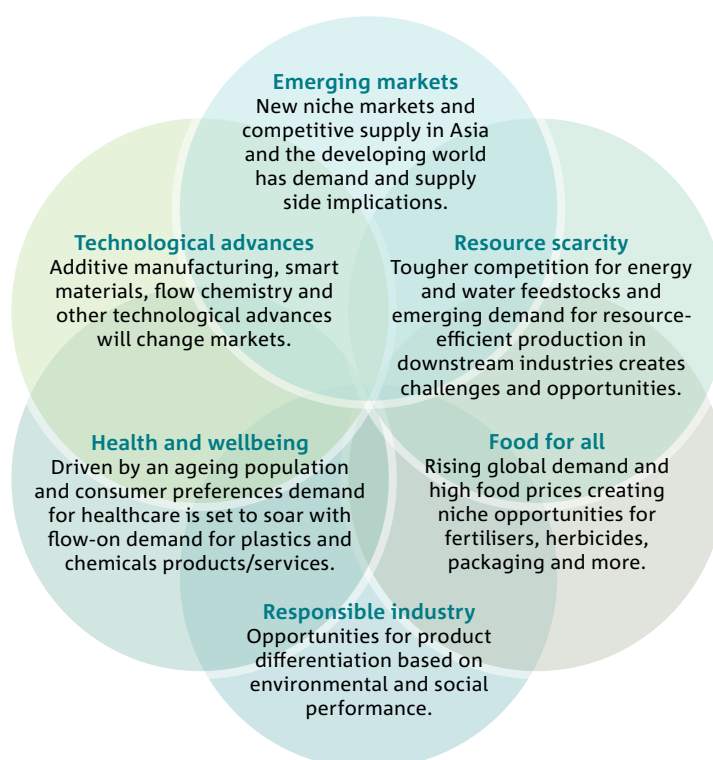 Emerging markets
New niche markets and
competitive supply in Asia
and the developing world
has demand and supply
side implications.
Technological advances
Additive manufacturing, smart
materials, flow chemistry and
other technological advances
will change markets.
Resource scarcity
Tougher competition for energy
and water feedstocks and
emerging demand for resource-
efficient production in
downstream industries creates
challenges and opportunities.
Health and wellbeing
Driven by an ageing population
and consumer preferences demand
for healthcare is set to soar with
flow-on demand for plastics and
chemicals products/services.
Food for all
Rising global demand and
high food prices creating
niche opportunities for
fertilisers, herbicides,
packaging and more.
Responsible industry
Opportunities for product
differentiation based on
environmental and social
performance.